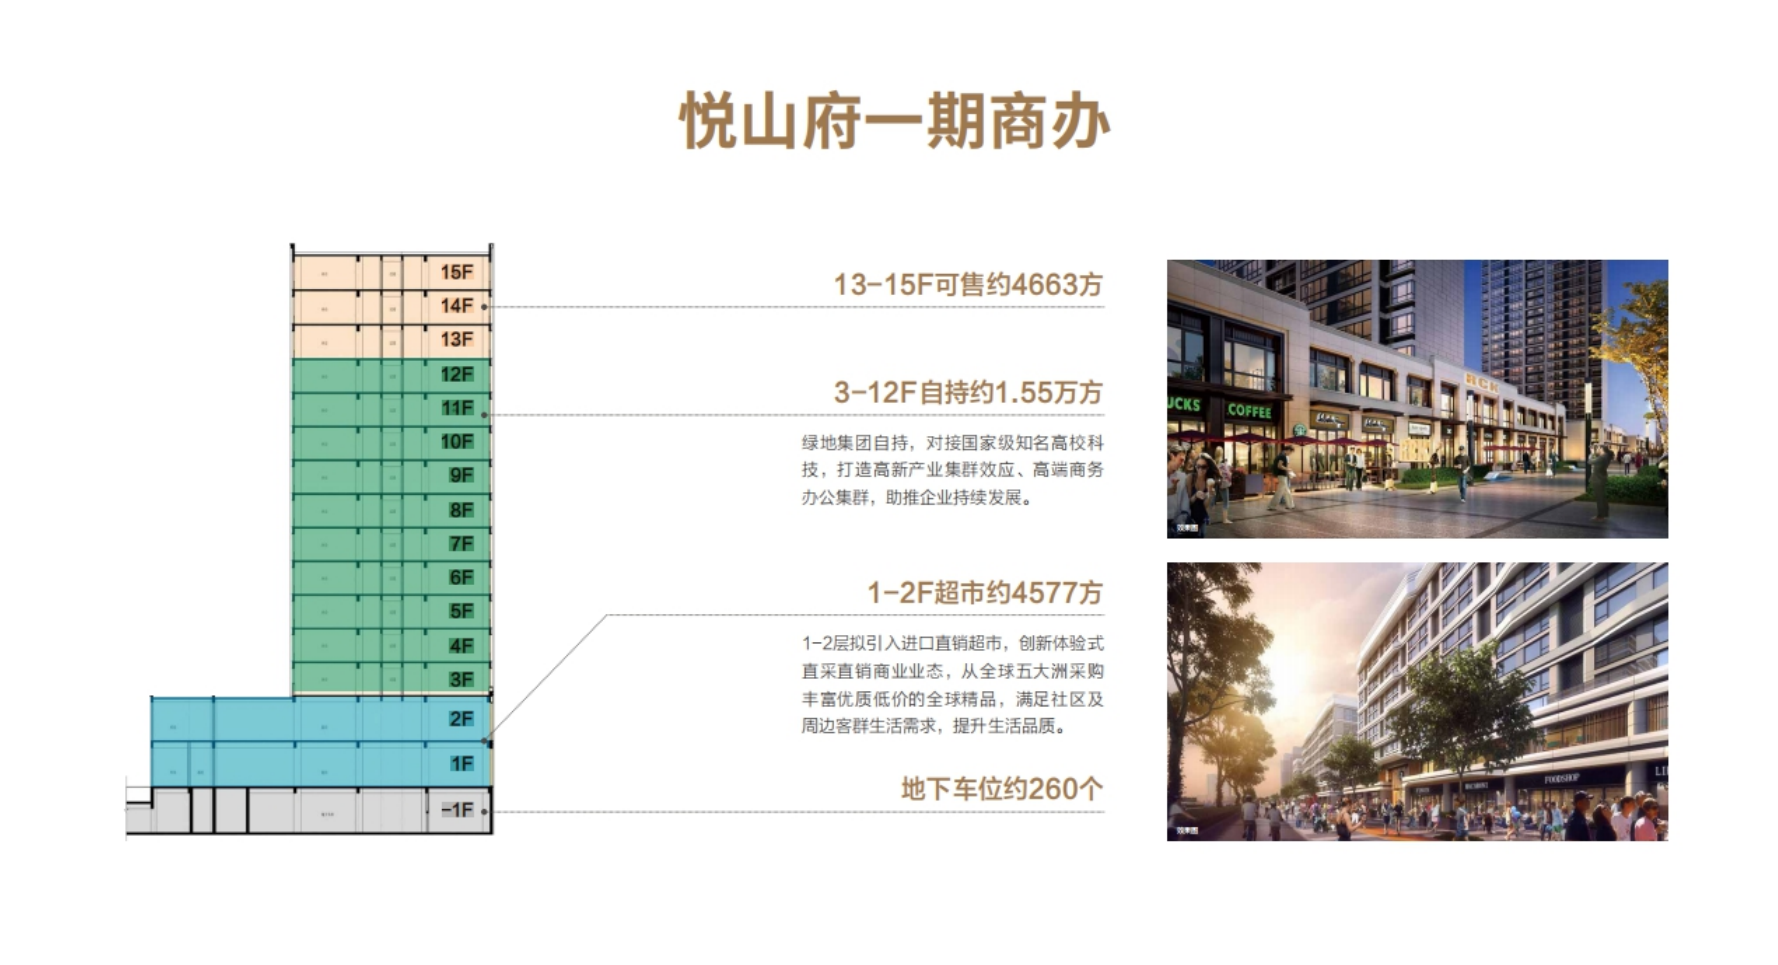 悦山府一期商办
15F
14F
13F
12F
11F
10F
9F
8F
7F
6F
5F
4F
3F
2F
1F
-1F
13-15F可售约4663方
3-12F自持约1.55万方
绿地集团自持，对接国家级知名高校科
技，打造高新产业集群效应、高端商务
办公集群，助推企业持续发展。
1-2F超市约4577方
1-2层拟引入进口直销超市，创新体验式
直采直销商业业态，从全球五大洲采购
丰富优质低价的全球精品，满足社区及
周边客群生活需求，提升生活品质。
地下车位约260个
UCKS
COFFEE
效果图
FOODSHOP
LI
效果图